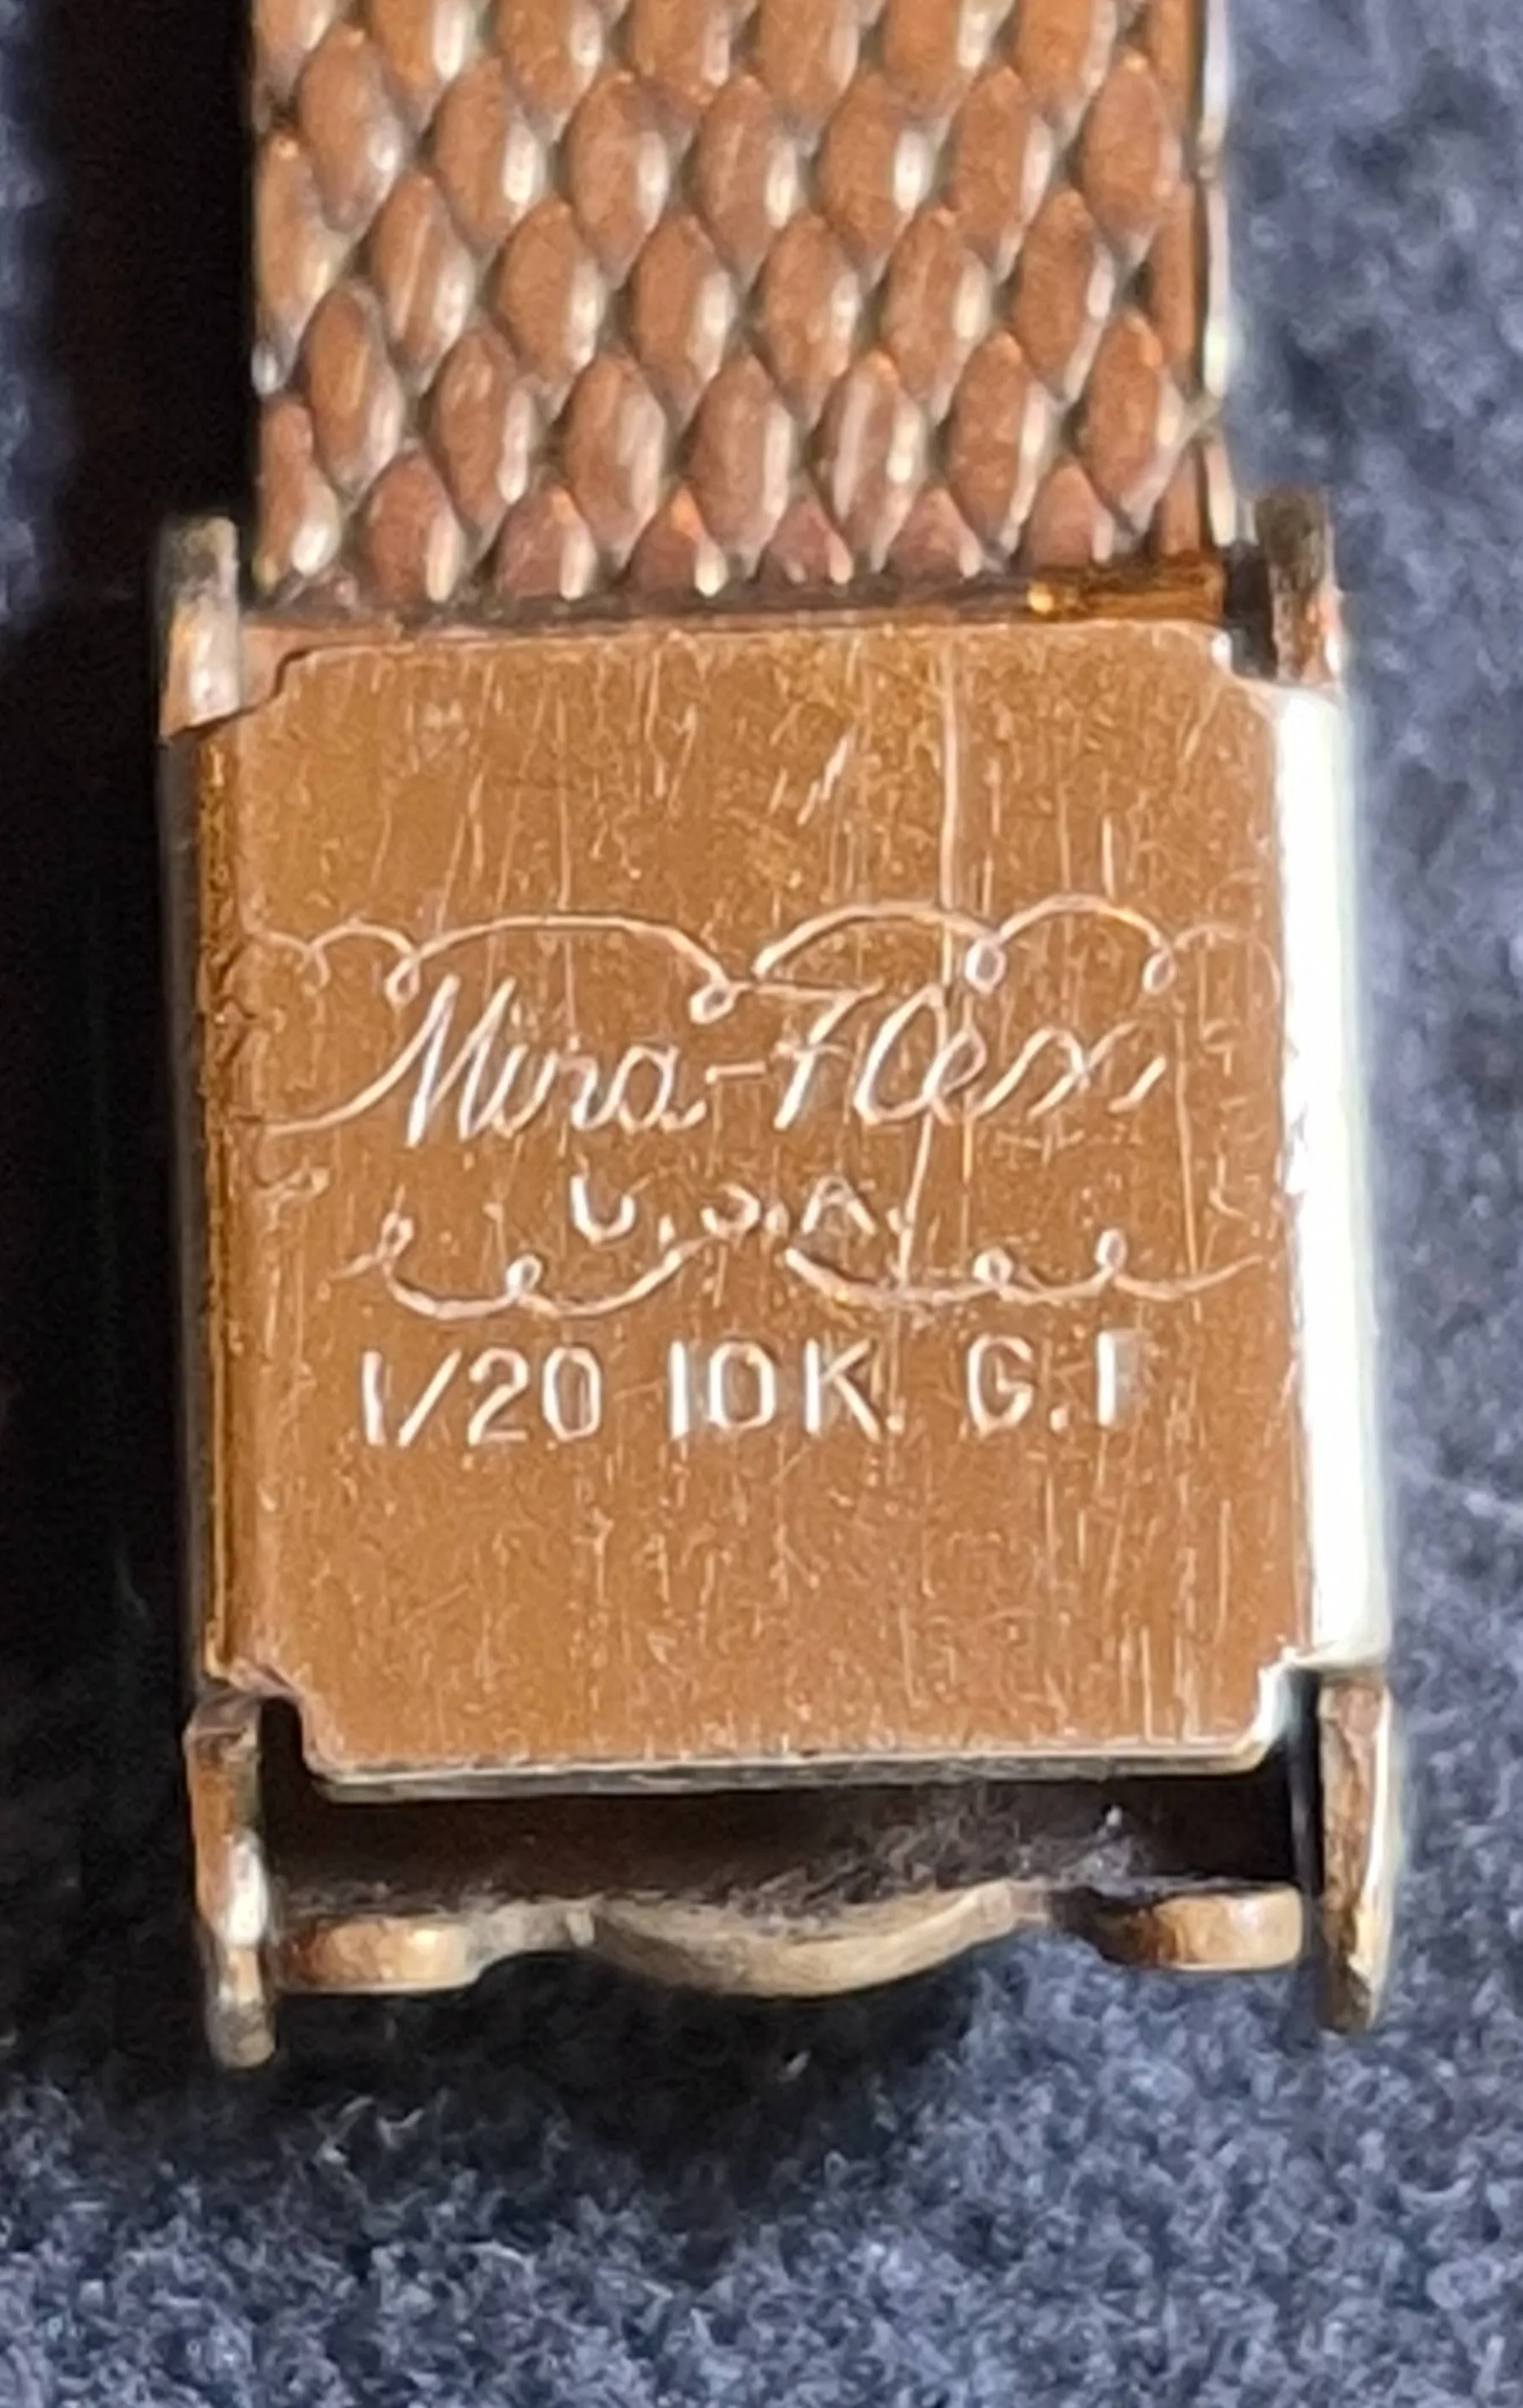 Mira-Flex
U.S.A.
1/20 10K. G.F